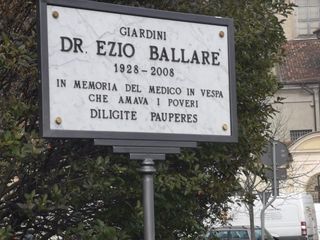 GIARDINI
DR. EZIO BALLARE'
1928-2008
IN MEMORIA DEL MEDICO IN VESPA
CHE AMAVA I POVERI
DILIGITE PAUPERES